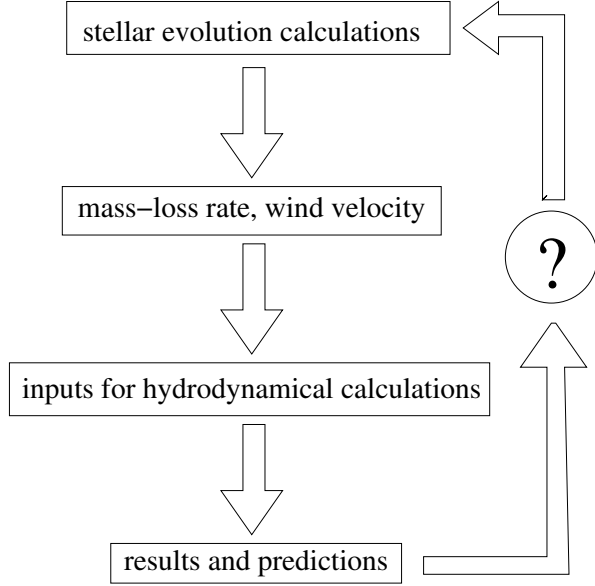 stellar evolution calculations
mass−loss rate, wind velocity
?
inputs for hydrodynamical calculations
results and predictions